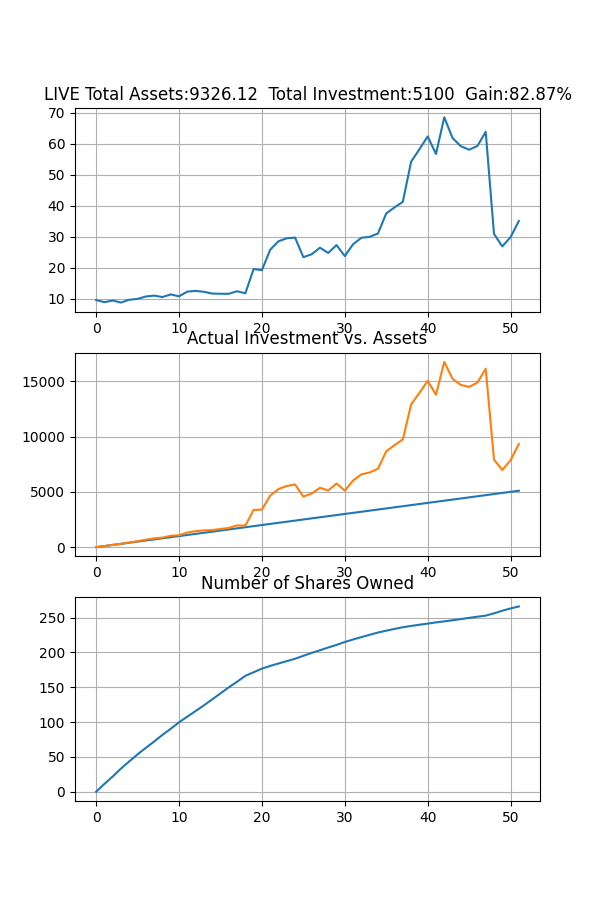 LIVE Total Assets:9326.12  Total Investment:5100  Gain:82.87%
70
60
50
40
30
20
10
0 10 20 30 40 50
Actual Investment vs. Assets
15000
10000
5000
0
0 10 20 30 40 50
Number of Shares Owned
250
200
150
100
50
0
0 10 20 30 40 50